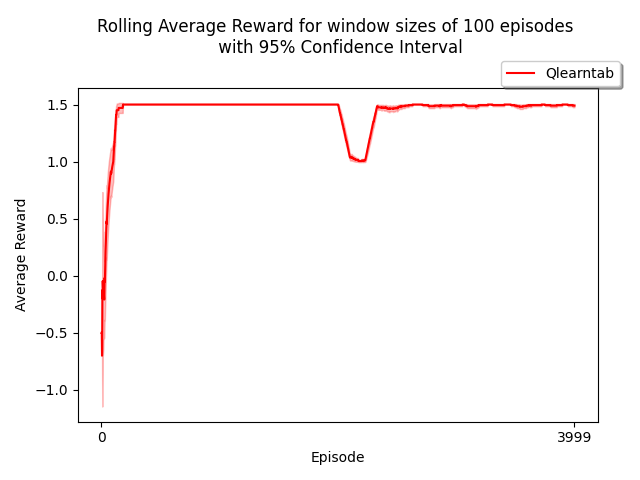 Rolling Average Reward for window sizes of 100 episodes
with 95% Confidence Interval
Qlearntab
1.5
1.0
0.5
0.0
−0.5
−1.0
Average Reward
0
3999
Episode